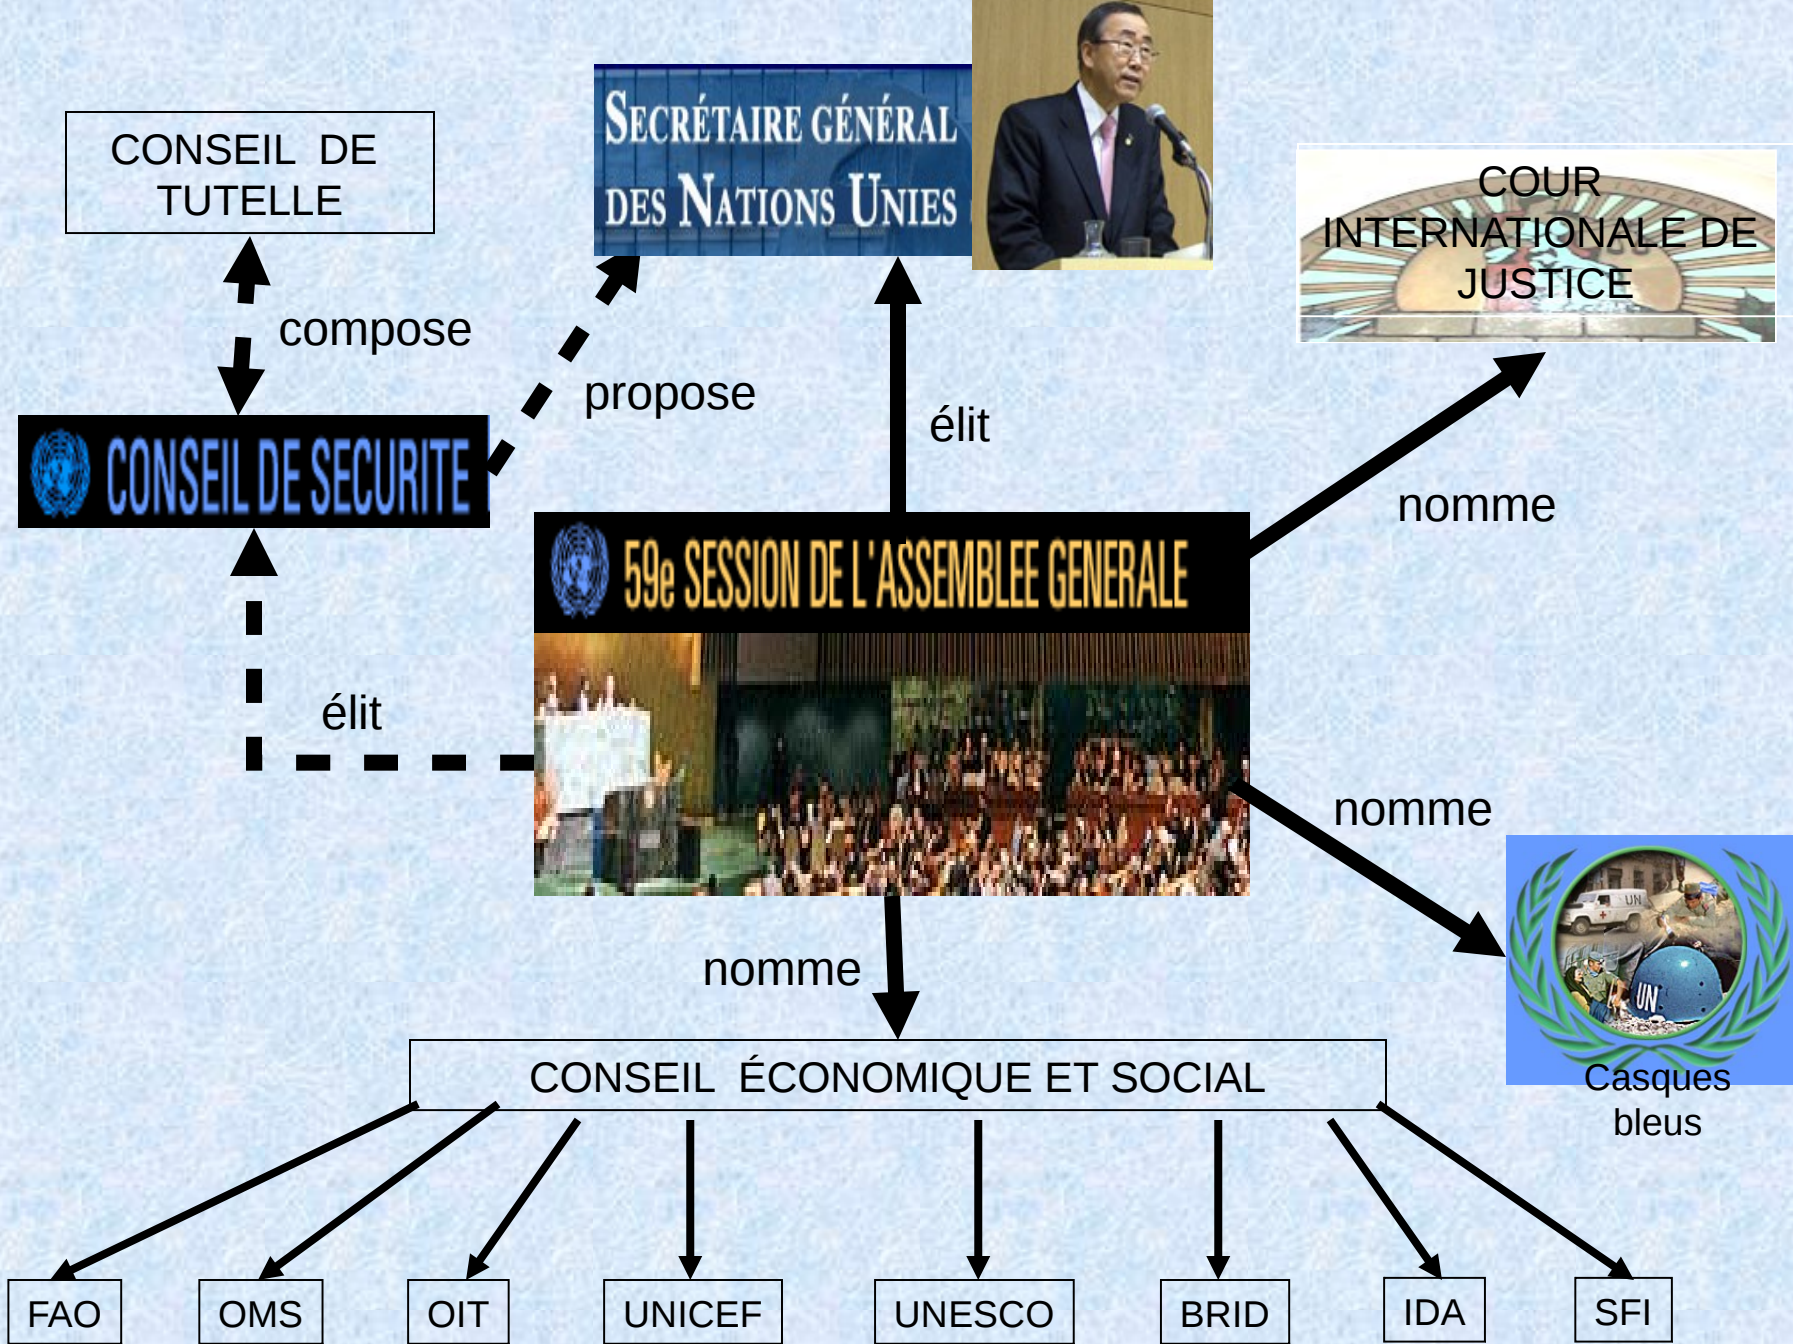 SECRÉTAIRE GÉNÉRAL
DES NATIONS UNIES
CONSEIL DE
TUTELLE
COUR
INTERNATIONALE DE
JUSTICE
compose
propose
élit
CONSEIL DE SECURITE
nomme
59e SESSION DE L'ASSEMBLEE GENERALE
élit
nomme
UN
UN
nomme
CONSEIL ÉCONOMIQUE ET SOCIAL
Casques
bleus
FAO
OMS
OIT
UNICEF
UNESCO
BRID
IDA
SFI